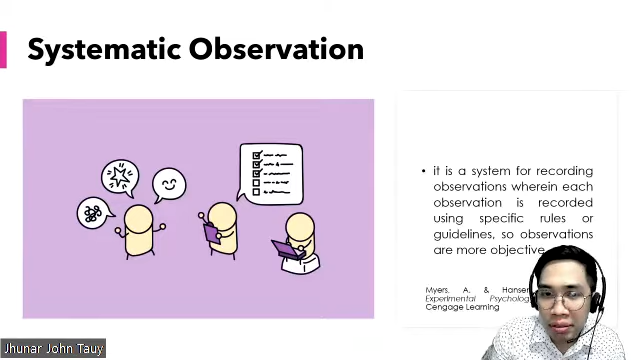 Systematic Observation
• it is a system for recording
observations wherein each
observation is recorded
using specific rules or
guidelines, so observations
are more objective
Myers. A. & Hansen
Experimental Psycholog
Cengage Learning
Jhunar John Tauy